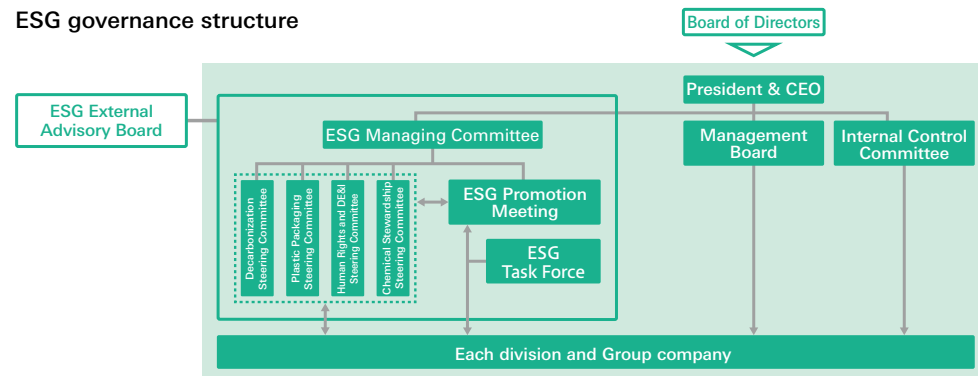 ESG governance structure
Board of Directors
President & CEO
ESG External
Advisory Board
ESG Managing Committee
Management
Board
Internal Control
Committee
Decarbonization
Steering Committee
Plastic Packaging
Steering Committee
Human Rights and DE&I
Steering Committee
Chemical Stewardship
Steering Committee
ESG Promotion
Meeting
ESG
Task Force
Each division and Group company